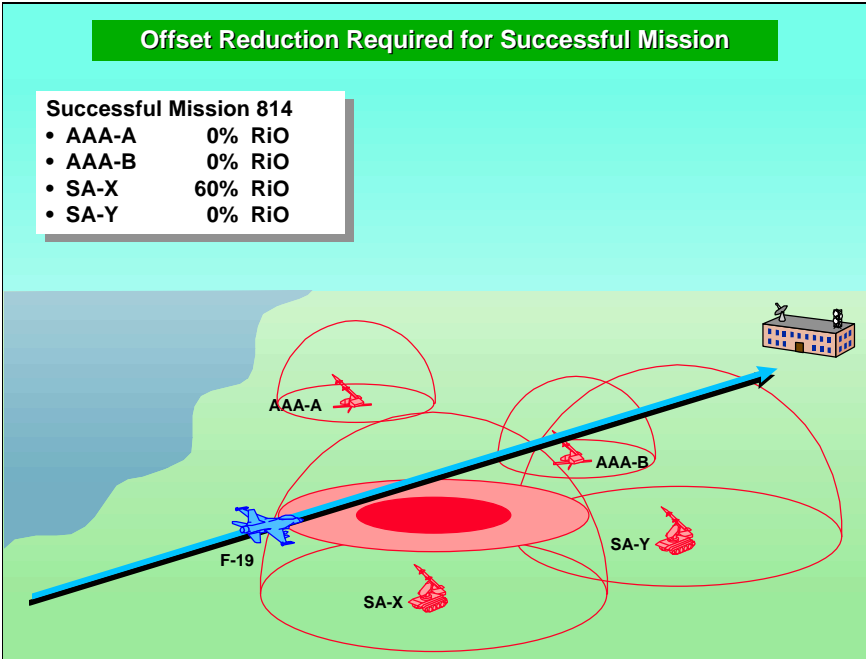 Offset Reduction Required for Successful Mission
Successful Mission 814
• AAA-A 0% RiO
• AAA-B 0% RiO
• SA-X 60% RiO
• SA-Y 0% RiO
AAA-A
AAA-B
F-19
SA-Y
SA-X